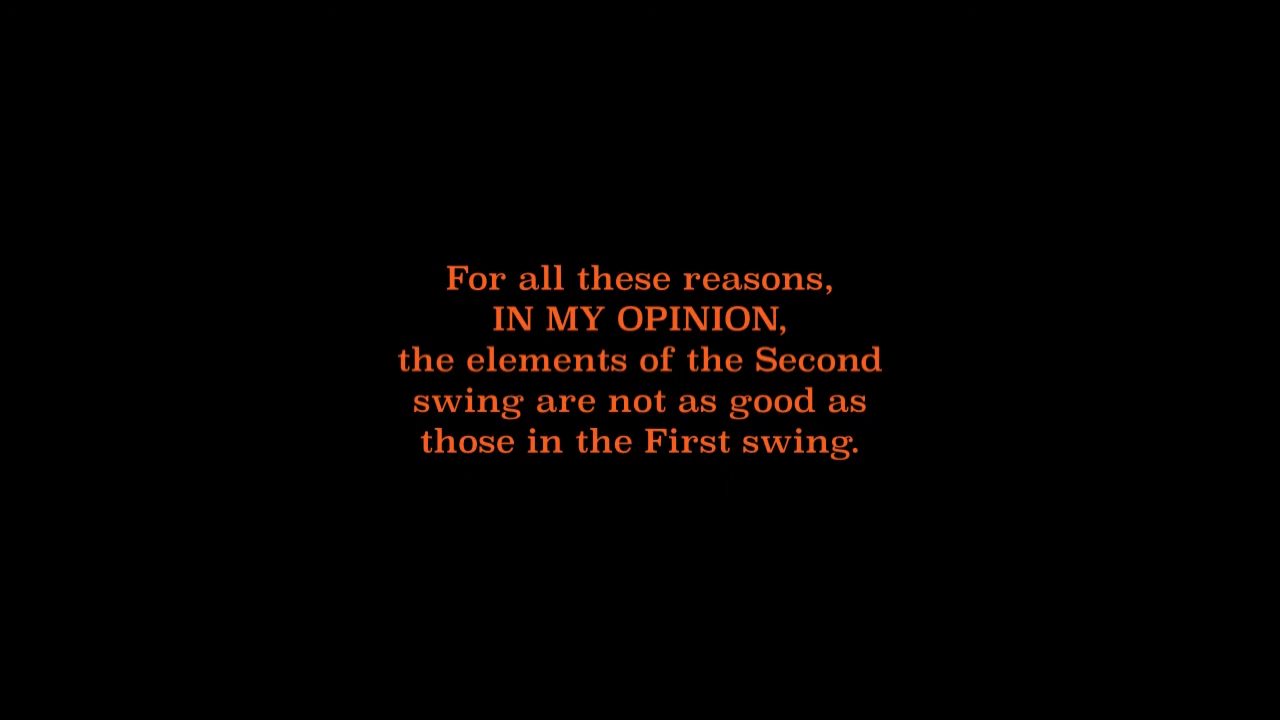 For all these reasons,
IN MY OPINION,
the elements of the Second
swing are not as good as
those in the First swing.